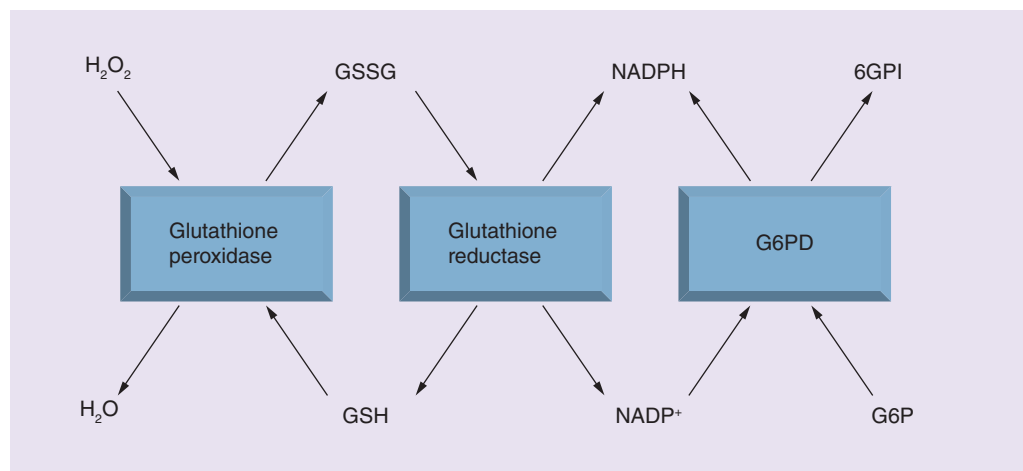 H₂O₂
GSSG
NADPH
6GPI
Glutathione
peroxidase
Glutathione
reductase
G6PD
H₂O
GSH
NADP⁺
G6P